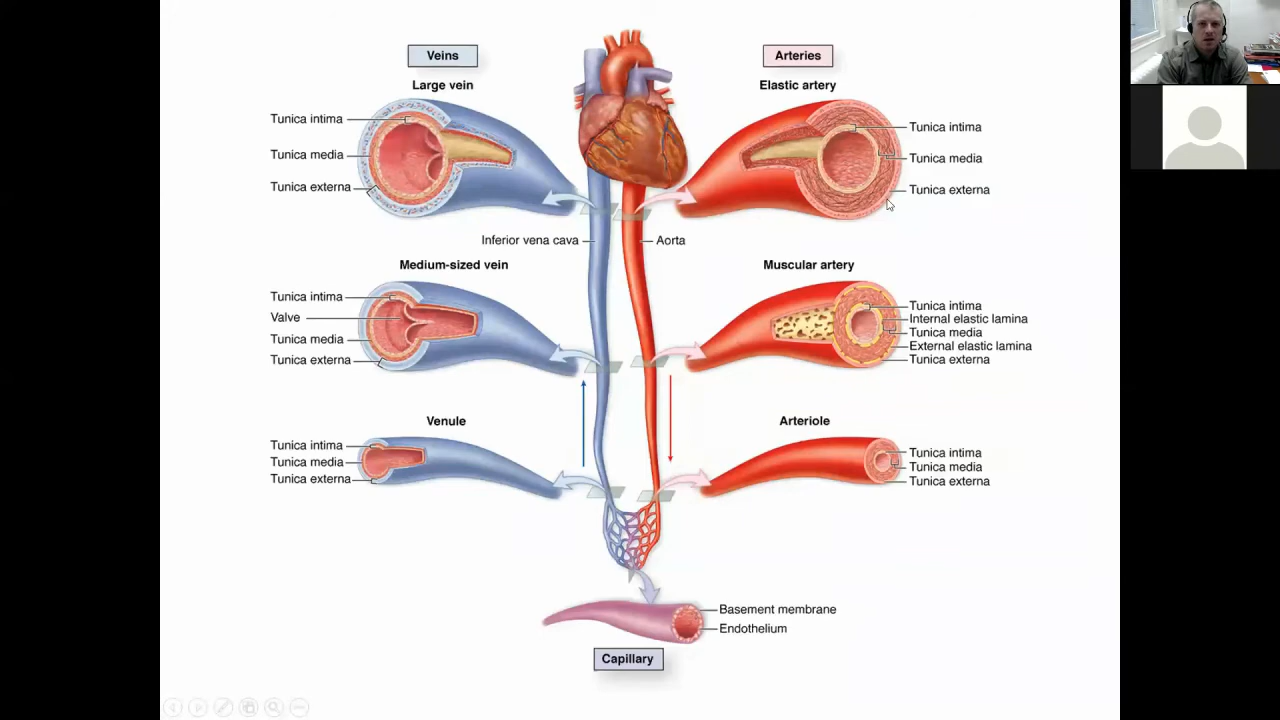 Veins
Large vein
Tunica intima
Tunica media
Tunica externa
Arteries
Elastic artery
Tunica intima
Tunica media
Tunica externa
Inferior vena cava
Aorta
Medium-sized vein
Tunica intima
Valve
Tunica media
Tunica externa
Muscular artery
Tunica intima
Internal elastic lamina
Tunica media
External elastic lamina
Tunica externa
Venule
Tunica intima
Tunica media
Tunica externa
Arteriole
Tunica intima
Tunica media
Tunica externa
Basement membrane
Endothelium
Capillary